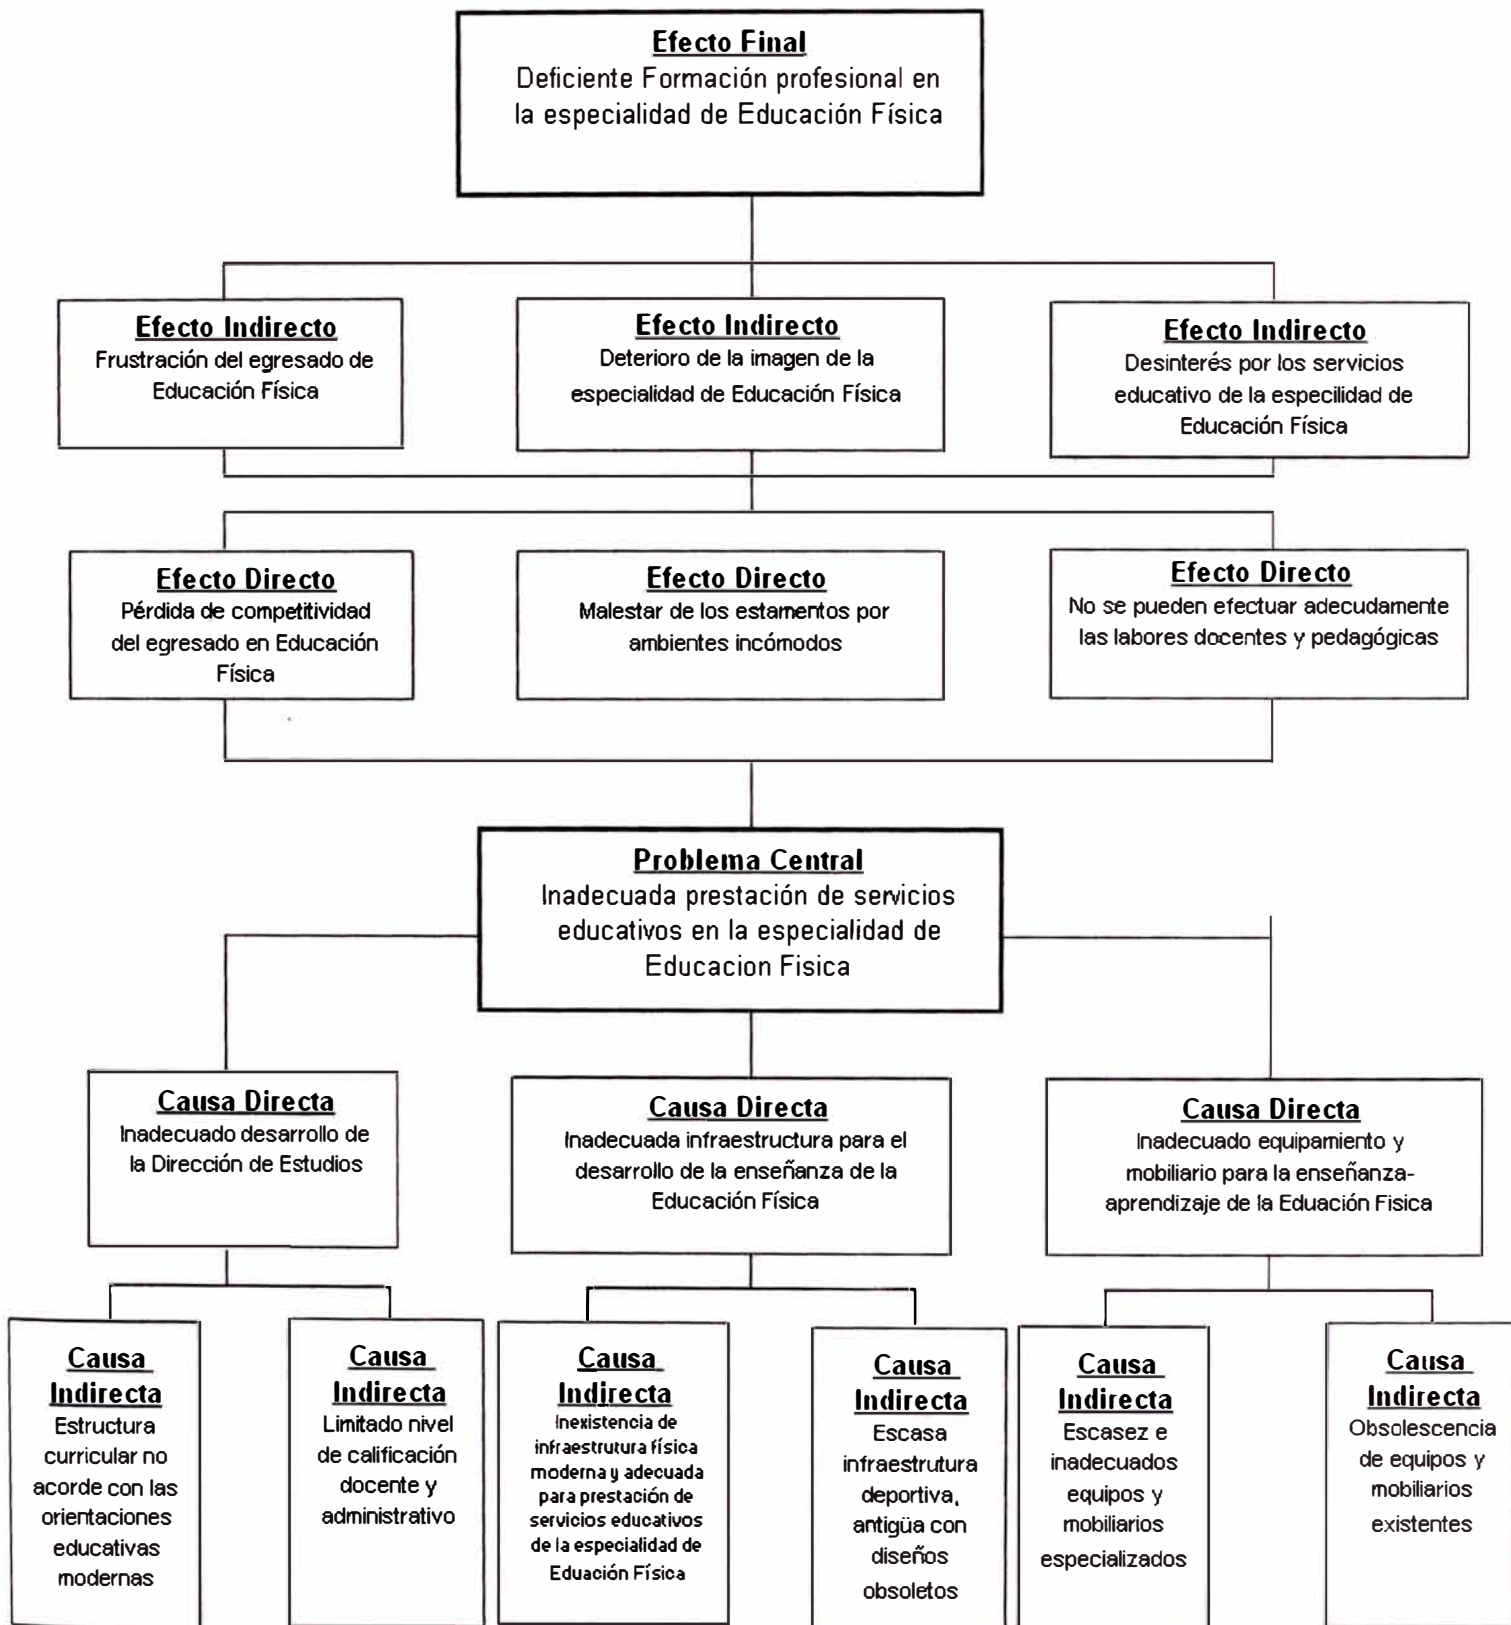 Efecto Final
Deficiente Formación profesional en
la especialidad de Educación Física
Efecto Indirecto
Frustración del egresado de
Educación Física
Efecto Indirecto
Deterioro de la imagen de la
especialidad de Educación Física
Efecto Indirecto
Desinterés por los servicios
educativo de la especilidad de
Educación Física
Efecto Directo
Pérdida de competitividad
del egresado en Educación
Física
Efecto Directo
Malestar de los estamentos por
ambientes incómodos
Efecto Directo
No se pueden efectuar adecudamente
las labores docentes y pedagógicas
Problema Central
Inadecuada prestación de servicios
educativos en la especialidad de
Educacion Fisica
Causa Directa
Inadecuado desarrollo de
la Dirección de Estudios
Causa Directa
Inadecuada infraestructura para el
desarrollo de la enseñanza de la
Educación Física
Causa Directa
Inadecuado equipamiento y
mobiliario para la enseñanza-
aprendizaje de la Eduación Fisica
Causa
Indirecta
Estructura
curricular no
acorde con las
orientaciones
educativas
modernas
Causa
Indirecta
Limitado nivel
de calificación
docente y
administrativo
Causa
Indirecta
Inexistencia de
infraestrutura física
moderna y adecuada
para prestación de
servicios educativos
de la especialidad de
Eduación Física
Causa
Indirecta
Escasa
infraestrutura
deportiva,
antigüa con
diseños
obsoletos
Causa
Indirecta
Escasez e
inadecuados
equipos y
mobiliarios
especializados
Causa
Indirecta
Obsolescencia
de equipos y
mobiliarios
existentes